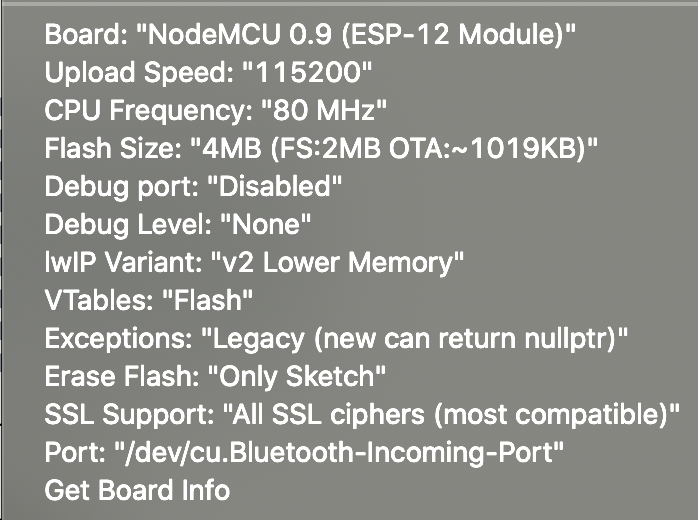 Board: "NodeMCU 0.9 (ESP-12 Module)"
Upload Speed: "115200"
CPU Frequency: "80 MHz"
Flash Size: "4MB (FS:2MB OTA:~1019KB)"
Debug port: "Disabled"
Debug Level: "None"
lwIP Variant: "v2 Lower Memory"
VTables: "Flash"
Exceptions: "Legacy (new can return nullptr)"
Erase Flash: "Only Sketch"
SSL Support: "All SSL ciphers (most compatible)"
Port: "/dev/cu.Bluetooth-Incoming-Port"
Get Board Info